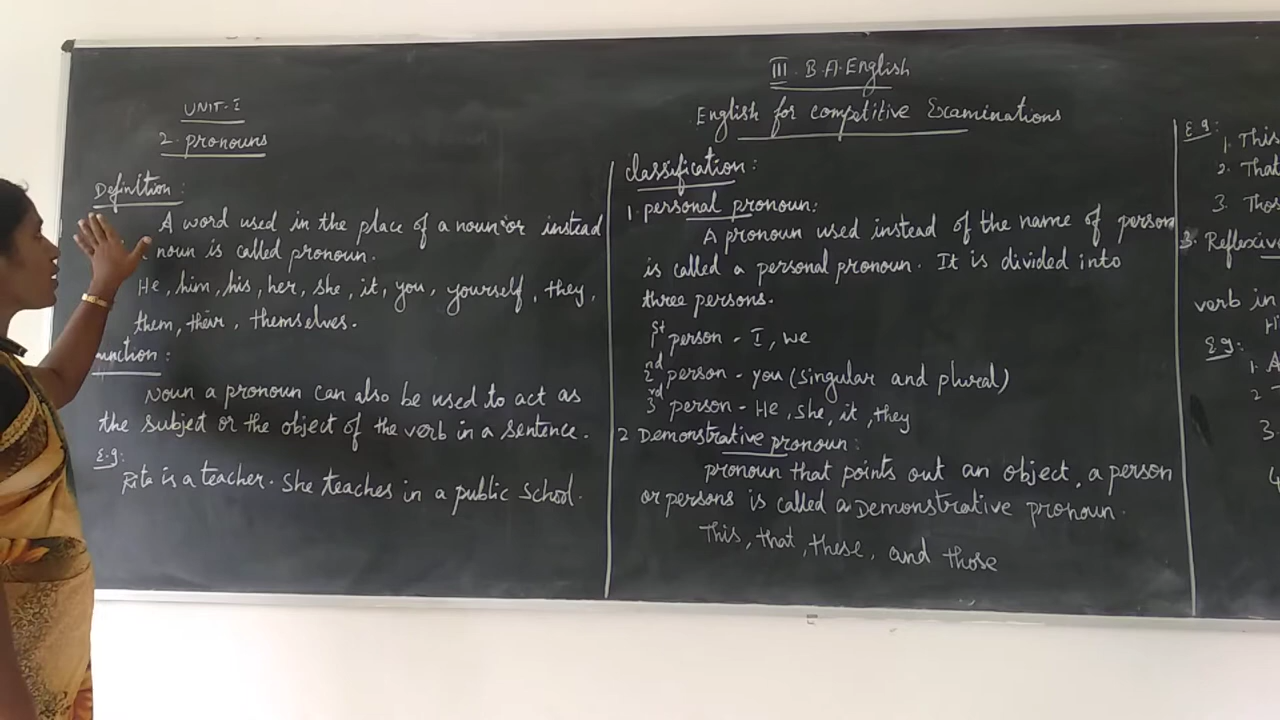 III. B.A. English
English for competitive Examinations
UNIT-I
2. pronouns
Definition:
A word used in the place of a noun or instead
noun is called pronoun.
He, him, his, her, she, it, you, yourself, they,
them, their, themselves.
unction:
Noun a pronoun can also be used to act as
the subject or the object of the verb in a sentence.
E.g:
Rita is a teacher. She teaches in a public School.
classification:
1. personal pronoun:
A pronoun used instead of the name of person
is called a personal pronoun. It is divided into
three persons.
1st person - I, we
2nd person - you (singular and plural)
3rd person - He, she, it, they
2 Demonstrative pronoun:
pronoun that points out an object, a person
or persons is called a Demonstrative pronoun.
This, that, these, and those
E.g:
1. This
2. That
3. Thos
3. Reflexive
verb in
H
E.g:
1. A
2
3.
4